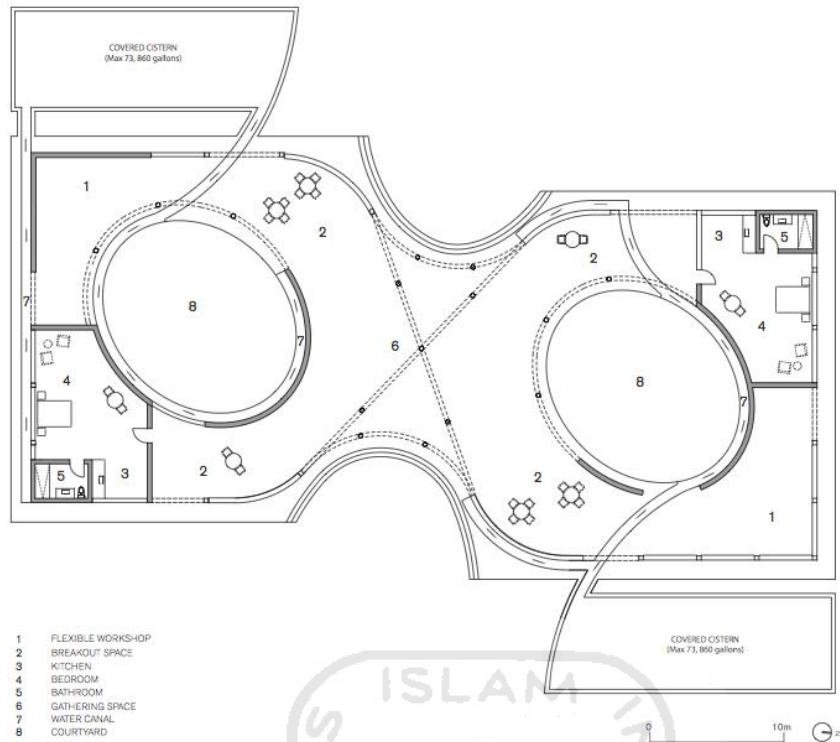 COVERED CISTERN
(Max 73, 860 gallons)
1
2
3
5
2
7
8
4
6
8
7
4
7
5
3
2
2
1
COVERED CISTERN
(Max 73, 860 gallons)
1 FLEXIBLE WORKSHOP
2 BREAKOUT SPACE
3 KITCHEN
4 BEDROOM
5 BATHROOM
6 GATHERING SPACE
7 WATER CANAL
8 COURTYARD
ISLAM
0 10m